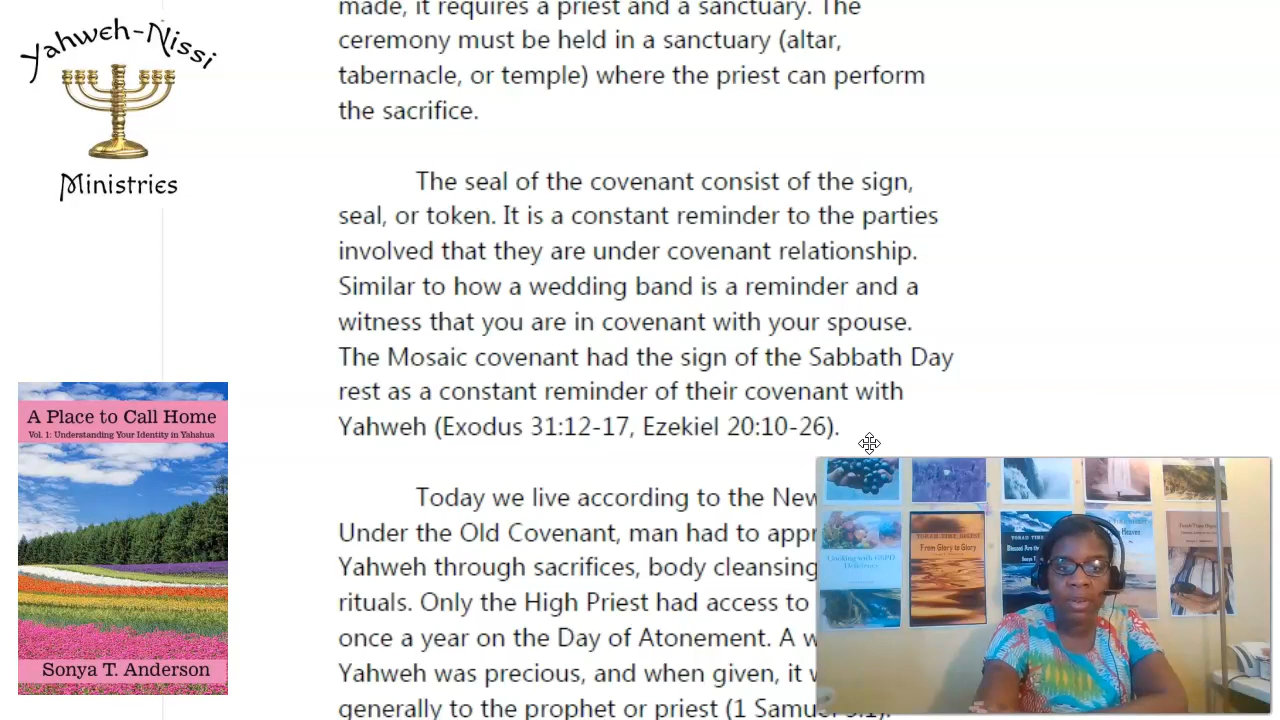 Yahweh-Nissi
Ministries
made, it requires a priest and a sanctuary. The
ceremony must be held in a sanctuary (altar,
tabernacle, or temple) where the priest can perform
the sacrifice.
The seal of the covenant consist of the sign,
seal, or token. It is a constant reminder to the parties
involved that they are under covenant relationship.
Similar to how a wedding band is a reminder and a
witness that you are in covenant with your spouse.
The Mosaic covenant had the sign of the Sabbath Day
rest as a constant reminder of their covenant with
Yahweh (Exodus 31:12-17, Ezekiel 20:10-26).
Today we live according to the New
Under the Old Covenant, man had to
Yahweh through sacrifices, body cleansing
rituals. Only the High Priest had access to
once a year on the Day of Atonement. A
Yahweh was precious, and when given, it
generally to the prophet or priest (1
A Place to Call Home
Vol. 1: Understanding Your Identity in Yahshua
Sonya T. Anderson
Cooking with G6PD
Deficiency
From Glory to Glory